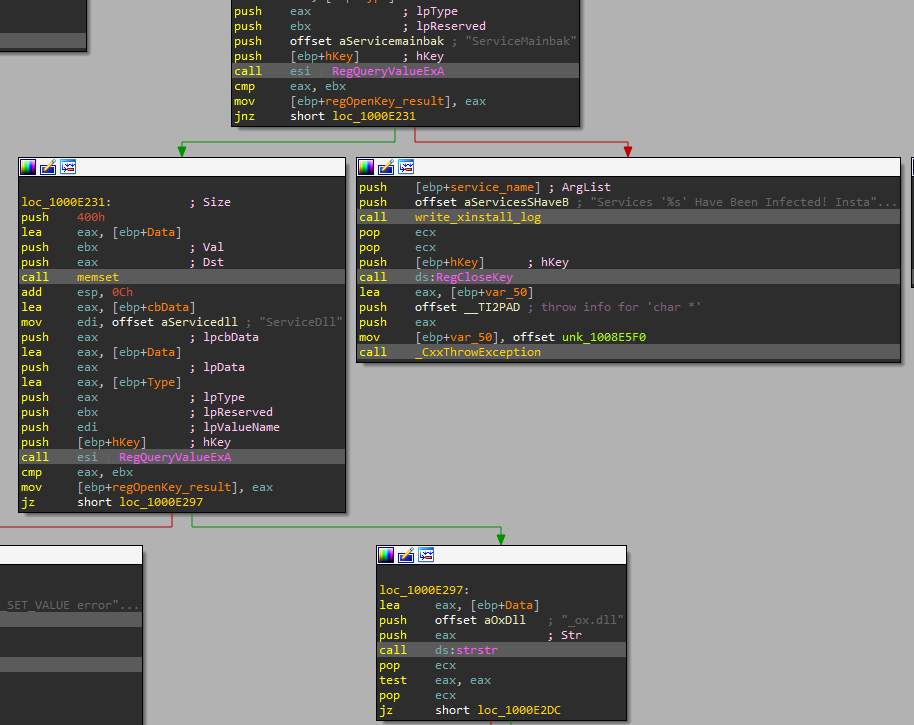 push    eax             ; lpType
push    ebx             ; lpReserved
push    offset aServicemainbak ; "ServiceMainbak"
push    [ebp+hKey]      ; hKey
call    esi ; RegQueryValueExA
cmp     eax, ebx
mov     [ebp+regOpenKey_result], eax
jnz     short loc_1000E231
loc_1000E231:           ; Size
push    400h
lea     eax, [ebp+Data]
push    ebx             ; Val
push    eax             ; Dst
call    memset
add     esp, 0Ch
lea     eax, [ebp+cbData]
mov     edi, offset aServicedll ; "ServiceDll"
push    eax             ; lpcbData
lea     eax, [ebp+Data]
push    eax             ; lpData
lea     eax, [ebp+Type]
push    eax             ; lpType
push    ebx             ; lpReserved
push    edi             ; lpValueName
push    [ebp+hKey]      ; hKey
call    esi ; RegQueryValueExA
cmp     eax, ebx
mov     [ebp+regOpenKey_result], eax
jz      short loc_1000E297
push    [ebp+service_name] ; ArgList
push    offset aServicesSHaveB ; "Services '%s' Have Been Infected! Insta"...
call    write_xinstall_log
pop     ecx
pop     ecx
push    [ebp+hKey]      ; hKey
call    ds:RegCloseKey
lea     eax, [ebp+var_50]
push    offset __TI2PAD ; throw info for 'char *'
push    eax
mov     [ebp+var_50], offset unk_1008E5F0
call    _CxxThrowException
_SET_VALUE error"...
loc_1000E297:
lea     eax, [ebp+Data]
push    offset aOxDll   ; "_ox.dll"
push    eax             ; Str
call    ds:strstr
pop     ecx
test    eax, eax
pop     ecx
jz      short loc_1000E2DC